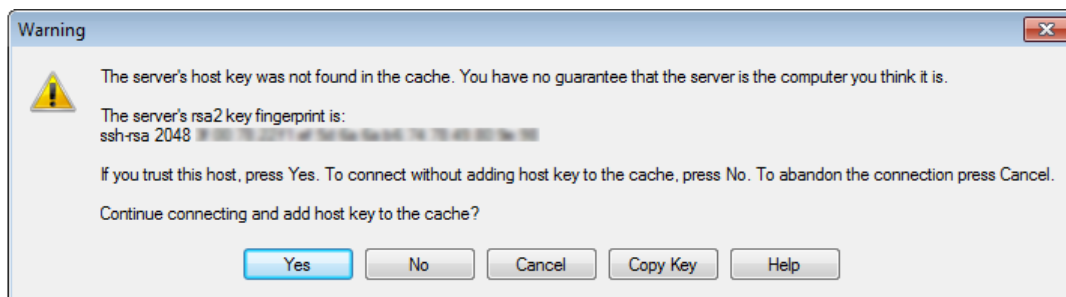 Warning
The server's host key was not found in the cache. You have no guarantee that the server is the computer you think it is.
The server's rsa2 key fingerprint is:
ssh-rsa 2048
If you trust this host, press Yes. To connect without adding host key to the cache, press No. To abandon the connection press Cancel.
Continue connecting and add host key to the cache?
Yes No Cancel Copy Key Help